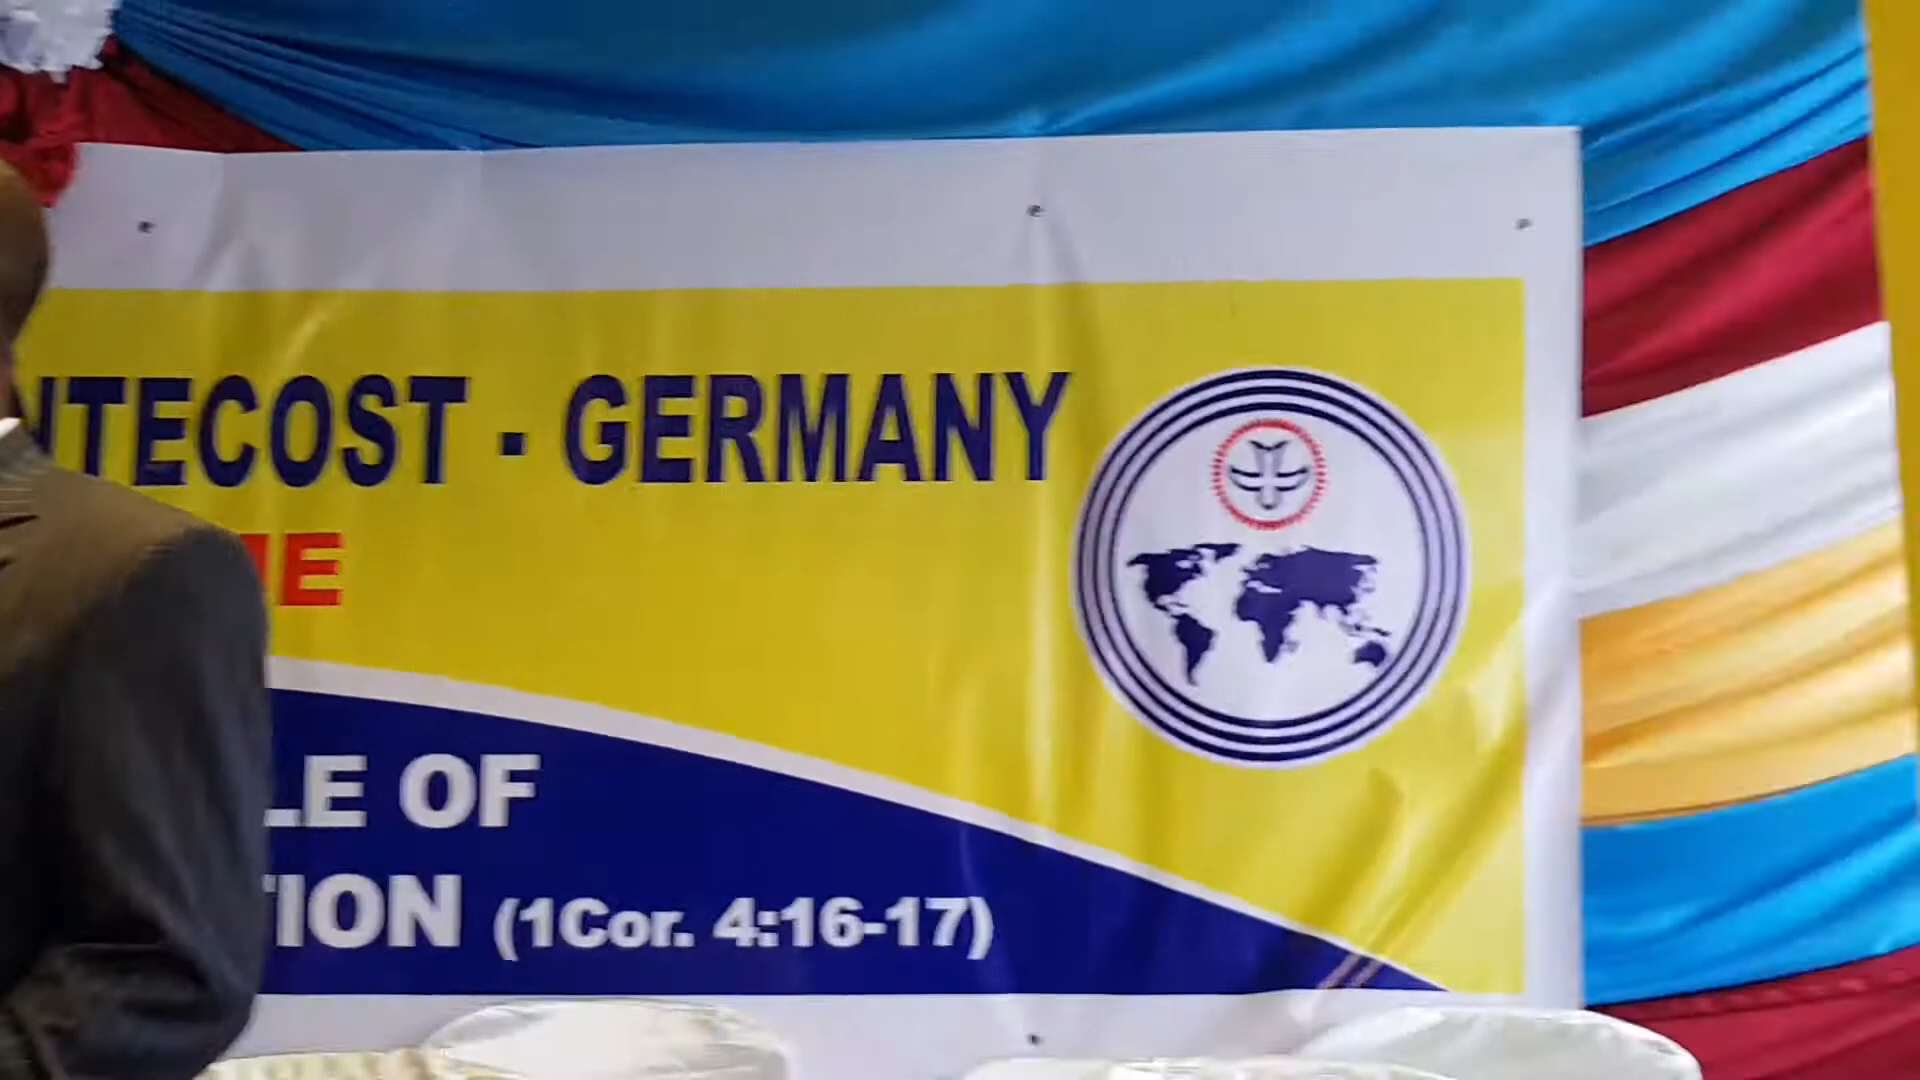 NTECOST - GERMANY
ME
LE OF
TION (1Cor. 4:16-17)